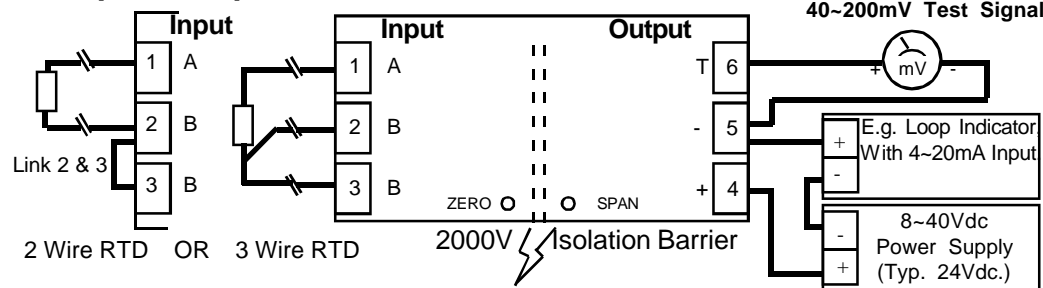 40~200mV Test Signal
Input
Input
Output
1 A
2 B
3 B
Link 2 & 3
1 A
2 B
3 B
T 6
- 5
+ 4
+ mV -
ZERO
SPAN
+
-
E.g. Loop Indicator,
With 4~20mA Input.
-
+
8~40Vdc
Power Supply
(Typ. 24Vdc.)
2 Wire RTD OR 3 Wire RTD
2000V Isolation Barrier